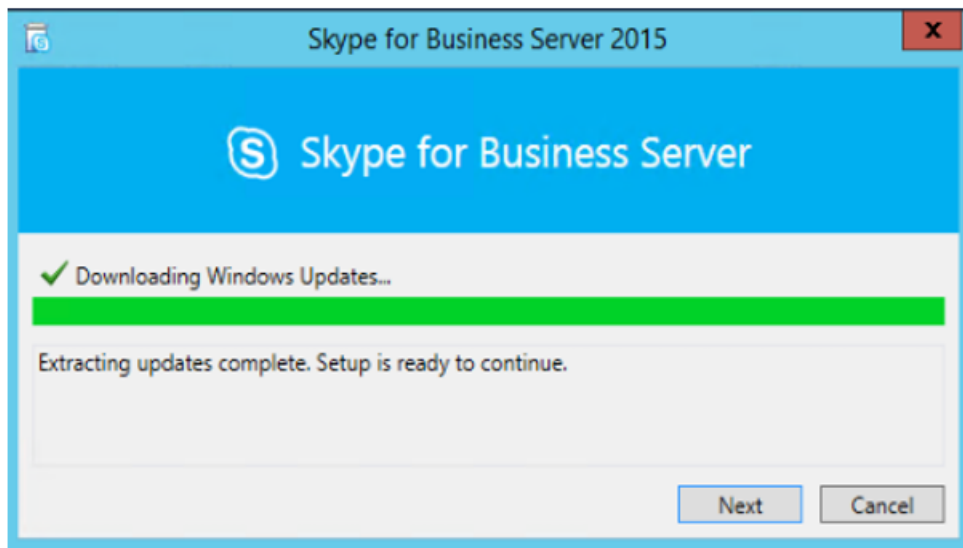 Skype for Business Server 2015
x
S Skype for Business Server
Downloading Windows Updates...
Extracting updates complete. Setup is ready to continue.
Next Cancel